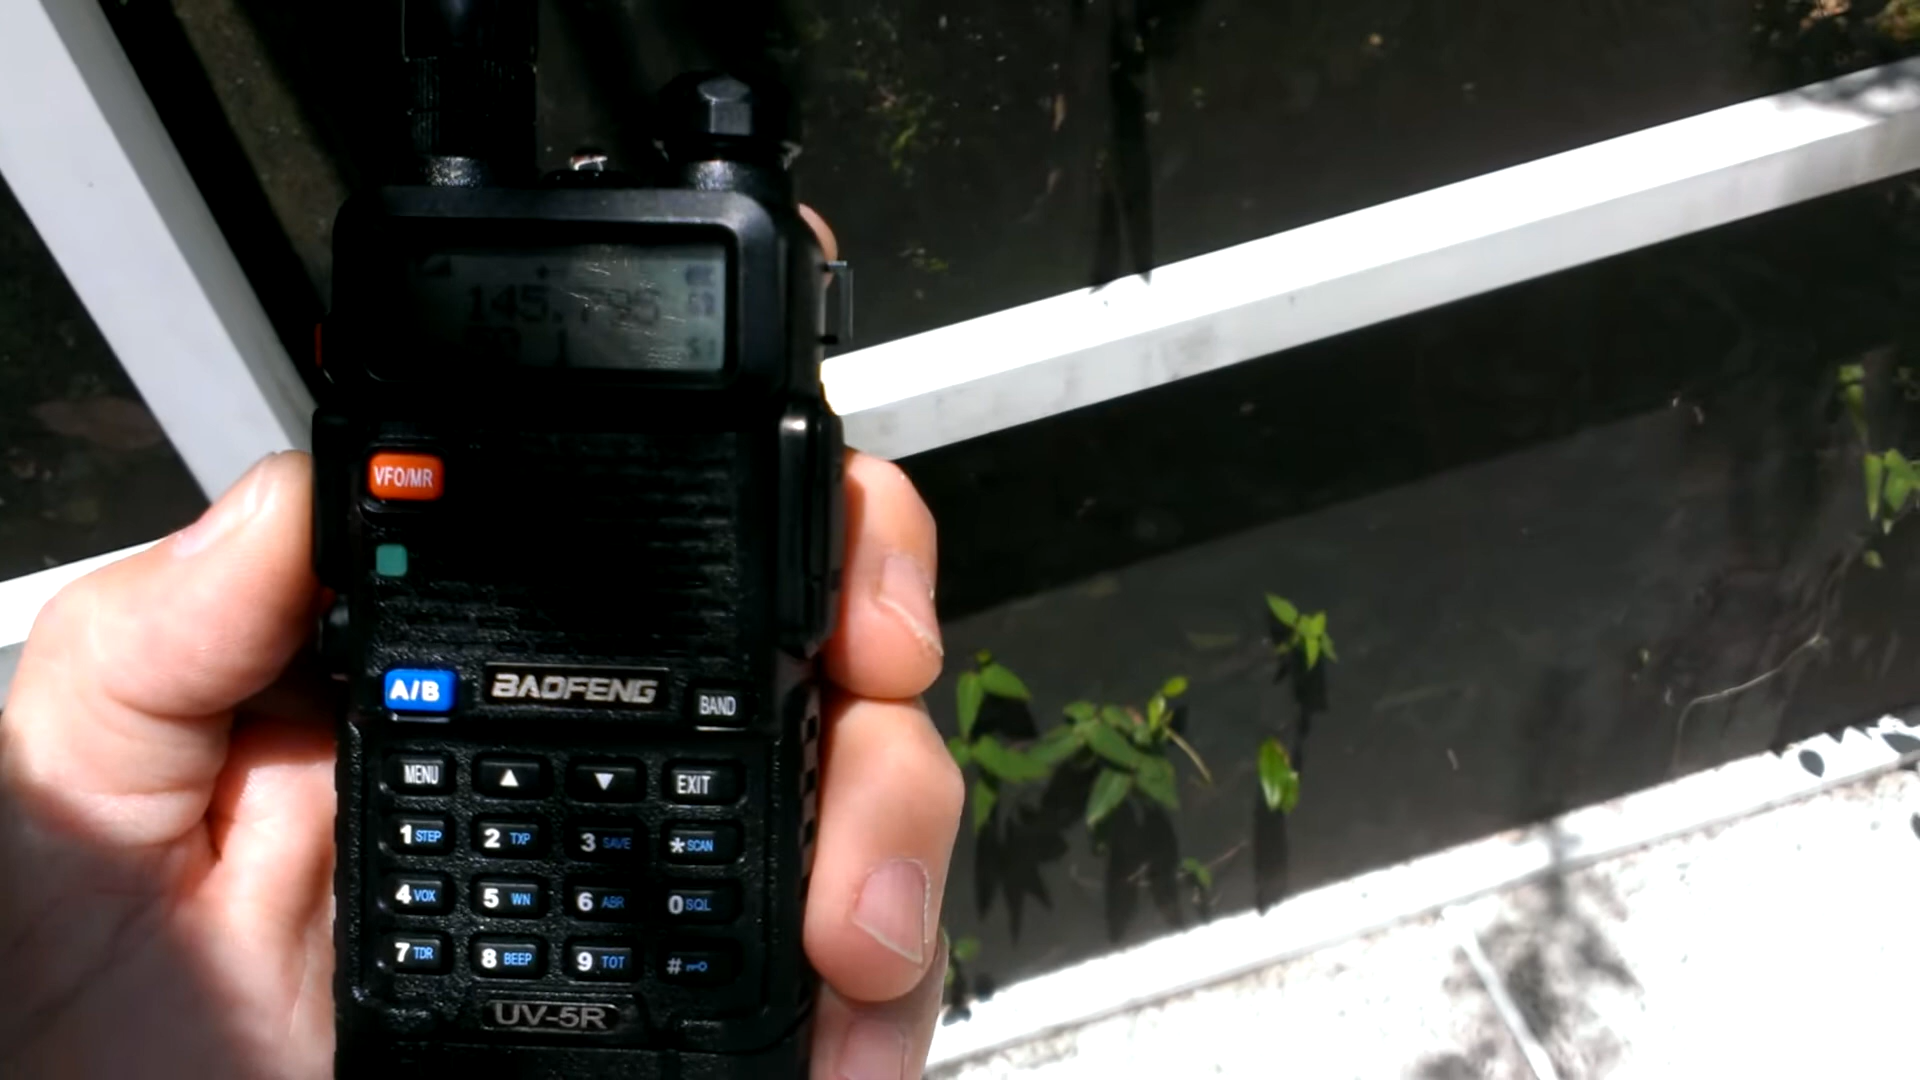 145.795
VFO/MR
A/B BAOFENG BAND
MENU ▲ ▼ EXIT
1 STEP 2 TXP 3 SAVE * SCAN
4 VOX 5 WN 6 ABR 0 SQL
7 TDR 8 BEEP 9 TOT #
UV-5R